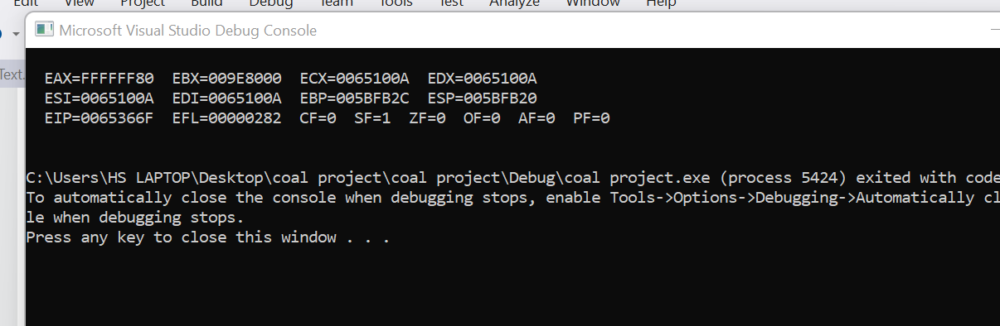 Edit View Project Build Debug Team Tools Test Analyze Window Help
Microsoft Visual Studio Debug Console
Text.
EAX=FFFFFF80 EBX=009E8000 ECX=0065100A EDX=0065100A
ESI=0065100A EDI=0065100A EBP=005BFB2C ESP=005BFB20
EIP=0065366F EFL=00000282 CF=0 SF=1 ZF=0 OF=0 AF=0 PF=0
C:\Users\HS LAPTOP\Desktop\coal project\coal project\Debug\coal project.exe (process 5424) exited with code
To automatically close the console when debugging stops, enable Tools->Options->Debugging->Automatically cl
le when debugging stops.
Press any key to close this window . . .